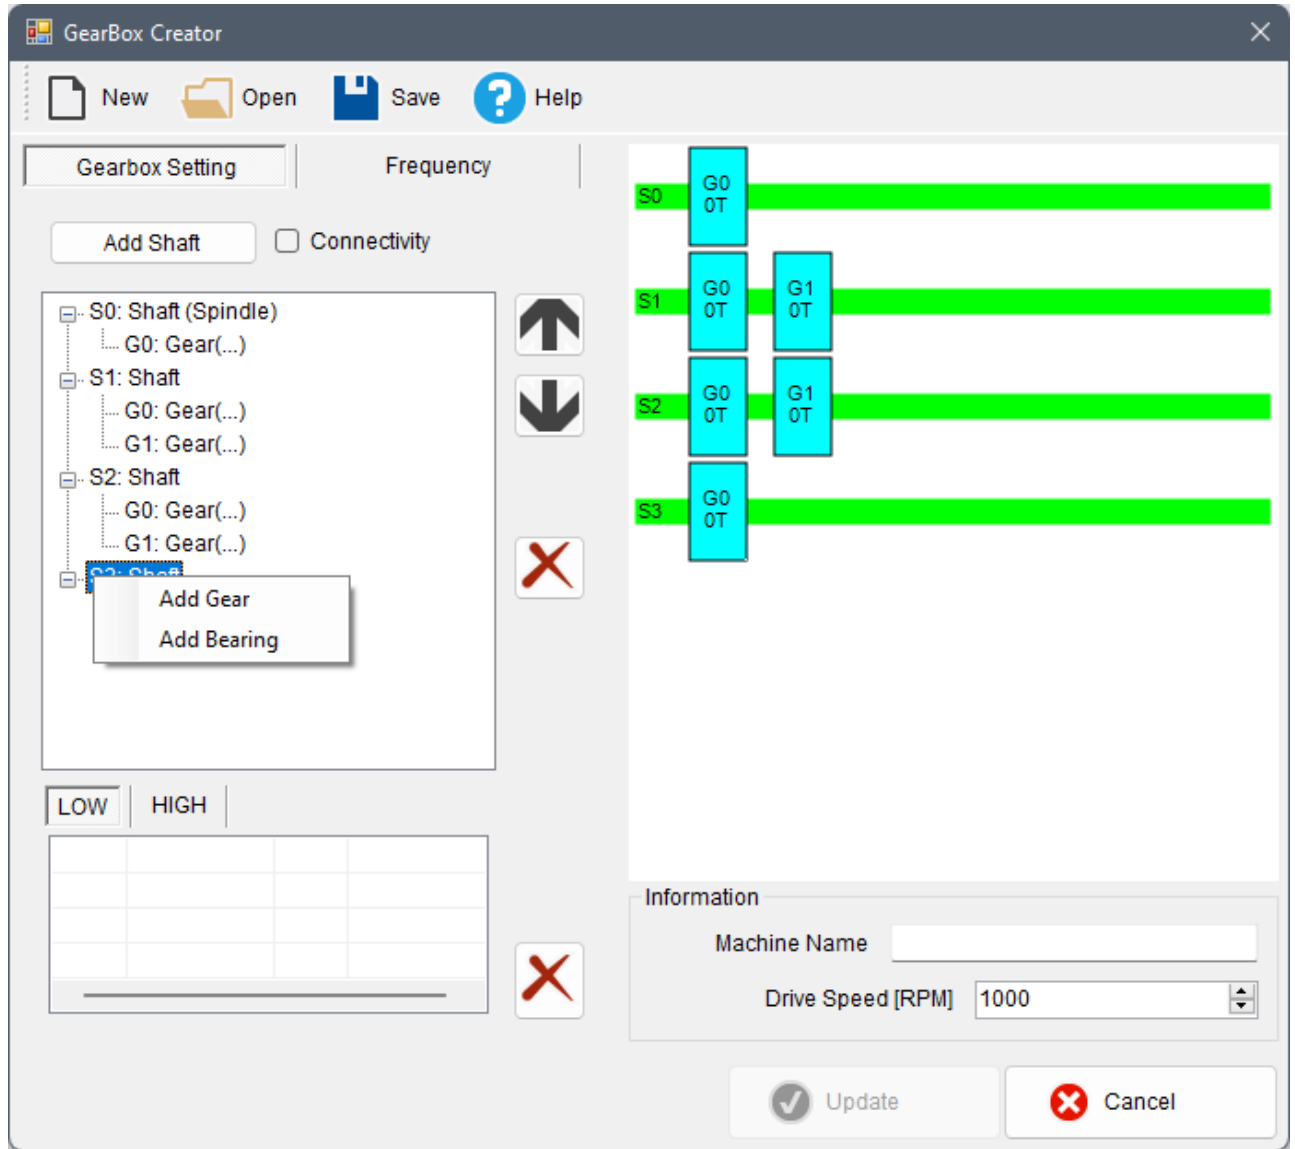 GearBox Creator
New Open Save Help
Gearbox Setting Frequency
Add Shaft Connectivity
S0: Shaft (Spindle)
G0: Gear(...)
S1: Shaft
G0: Gear(...)
G1: Gear(...)
S2: Shaft
G0: Gear(...)
G1: Gear(...)
S3: Shaft
Add Gear
Add Bearing
LOW HIGH
S0 G0
0T
S1 G0 G1
0T 0T
S2 G0 G1
0T 0T
S3 G0
0T
Information
Machine Name
Drive Speed [RPM] 1000
Update Cancel